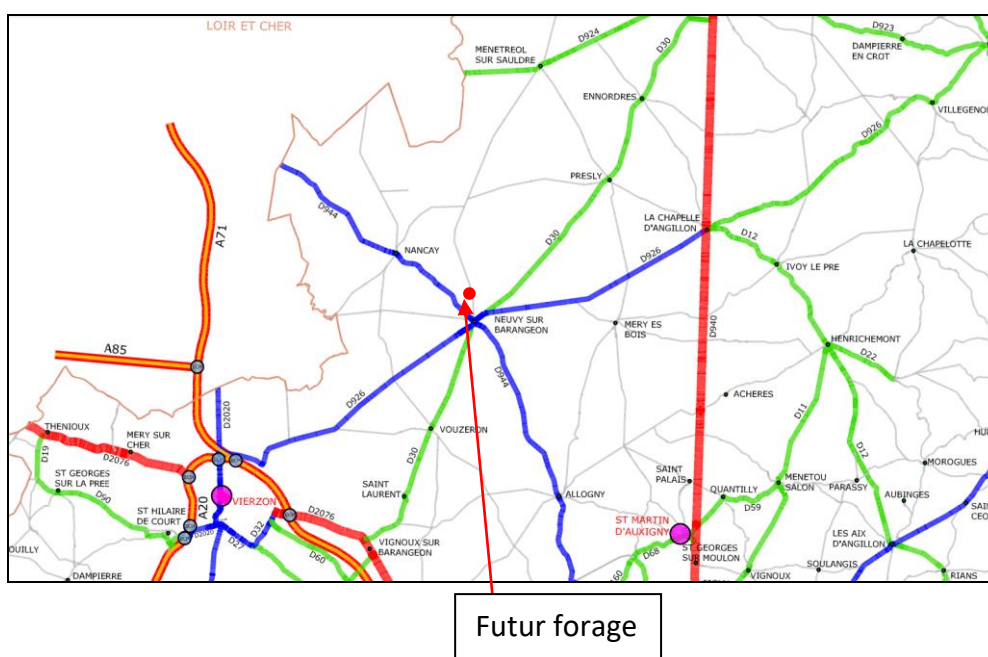 LOIR ET CHER
D924
D30
D923
MENETREOL
SUR SAULDRE
DAMPIERRE
EN CROT
ENNORDRES
VILLEGENON
D926
PRESLY
D944
A71
LA CHAPELLE
D'ANGILLON
D12
NANCAY
D30
D926
LA CHAPELOTTE
IVOY LE PRE
NEUVY SUR
BARANGEON
MERY ES
BOIS
D940
HENRICHEMONT
A85
D22
D944
D926
ACHERES
D2020
D11
THENIOUX
MERY SUR
CHER
VOUZERON
D19
D2076
D30
D12
ST GEORGES
SUR LA PREE
SAINT
PALAIS
MENETOU
SALON
MOROGUES
D90
A20
VIERZON
SAINT
LAURENT
ALLOGNY
QUANTILLY
PARASSY
D59
AUBINGES
ST HILAIRE
DE COURT
D2076
D32
ST MARTIN
D'AUXIGNY
D2020
D27
LES AIX
D'ANGILLON
VIGNOUX SUR
BARANGEON
ST GEORGES
SUR MOULON
D68
D60
SOULANGIS
DAMPIERRE
VIGNOUX
RIANS
Futur forage